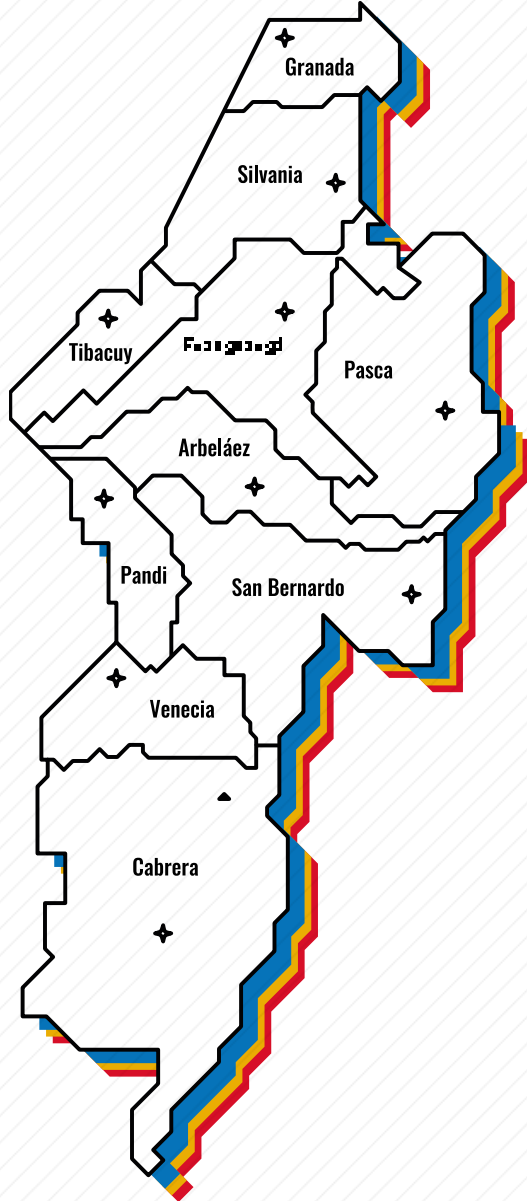 Granada
Silvania
Tibacuy
Pasca
Arbeláez
Pandi
San Bernardo
Venecia
Cabrera